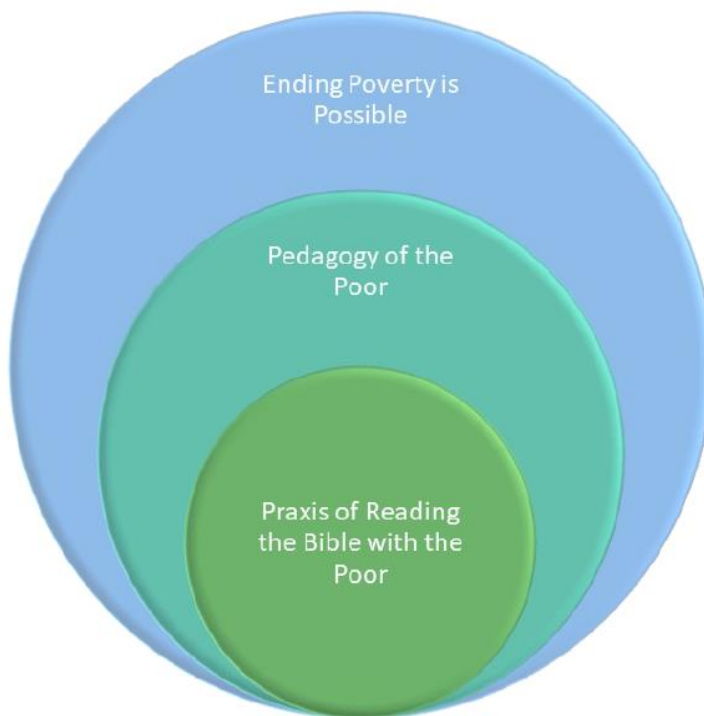 Ending Poverty is
Possible
Pedagogy of the
Poor
Praxis of Reading
the Bible with the
Poor